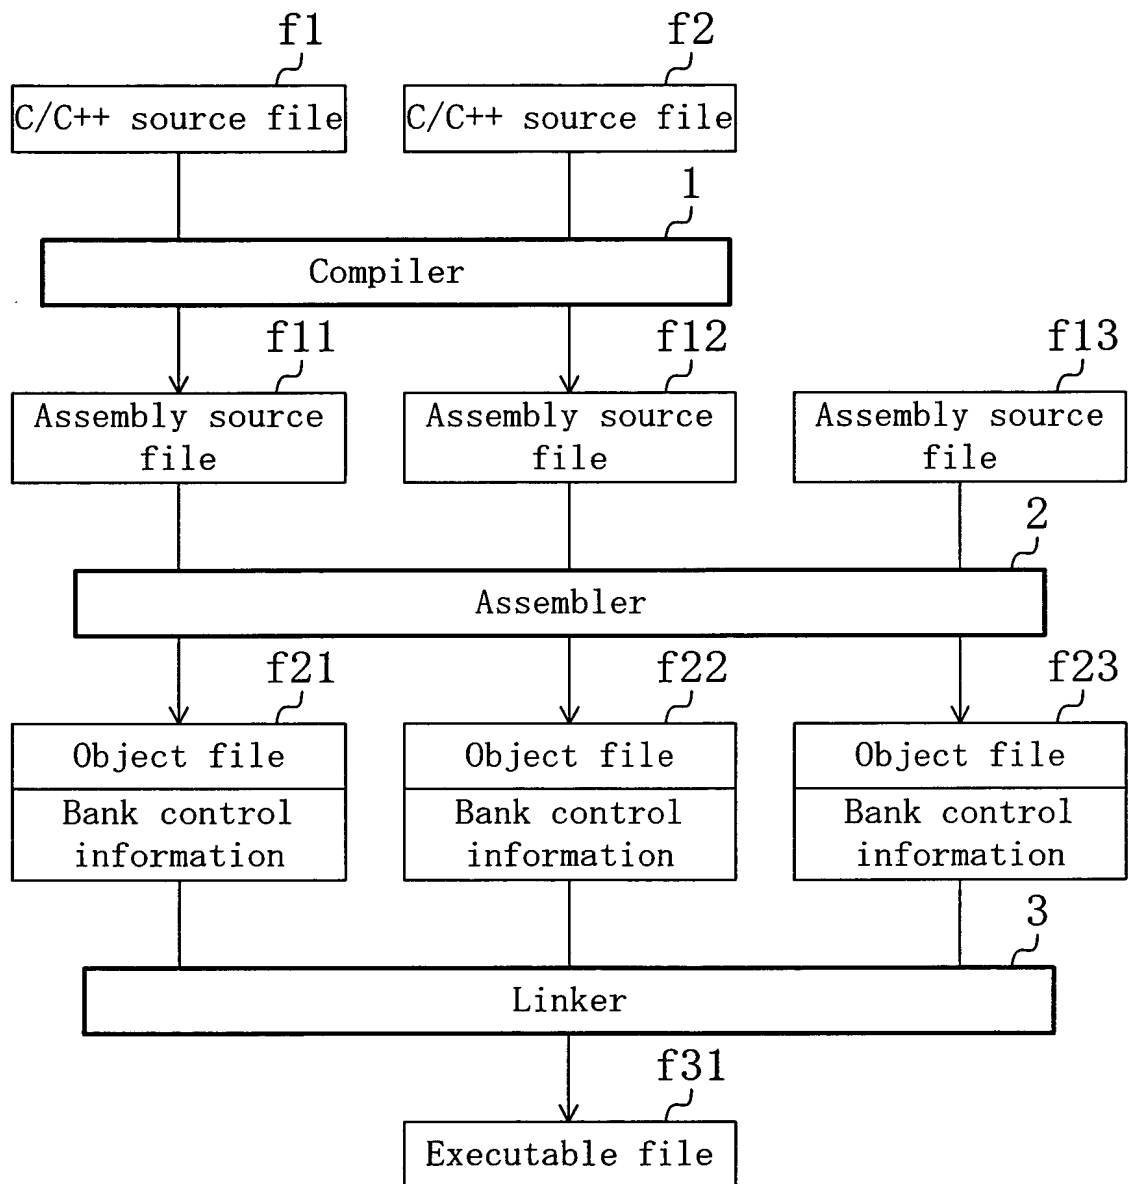 f1
f2
C/C++ source file
C/C++ source file
1
Compiler
f11
f12
f13
Assembly source
file
Assembly source
file
Assembly source
file
2
Assembler
f21
f22
f23
Object file
Object file
Object file
Bank control
information
Bank control
information
Bank control
information
3
Linker
f31
Executable file